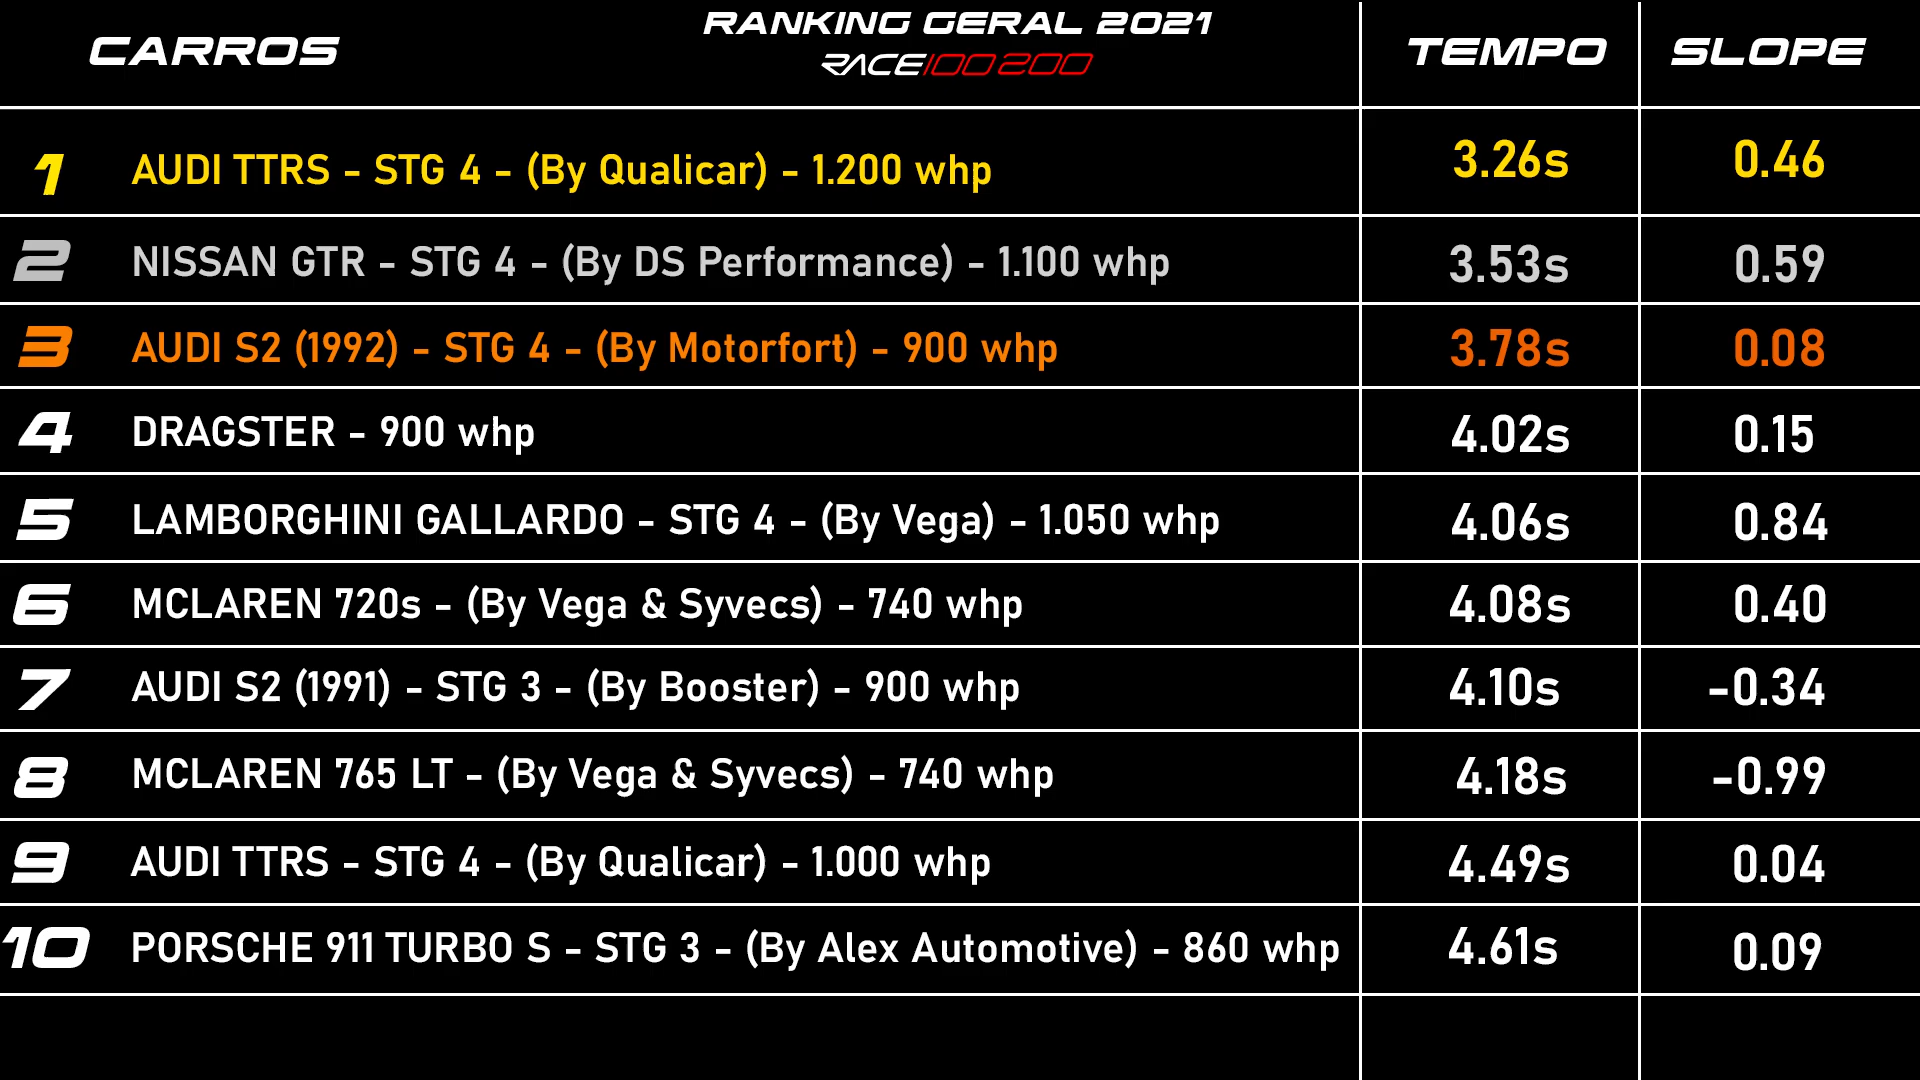 CARROS
RANKING GERAL 2021
RACE100200
TEMPO
SLOPE
1 AUDI TTRS - STG 4 - (By Qualicar) - 1.200 whp 3.26s 0.46
2 NISSAN GTR - STG 4 - (By DS Performance) - 1.100 whp 3.53s 0.59
3 AUDI S2 (1992) - STG 4 - (By Motorfort) - 900 whp 3.78s 0.08
4 DRAGSTER - 900 whp 4.02s 0.15
5 LAMBORGHINI GALLARDO - STG 4 - (By Vega) - 1.050 whp 4.06s 0.84
6 MCLAREN 720s - (By Vega & Syvecs) - 740 whp 4.08s 0.40
7 AUDI S2 (1991) - STG 3 - (By Booster) - 900 whp 4.10s -0.34
8 MCLAREN 765 LT - (By Vega & Syvecs) - 740 whp 4.18s -0.99
9 AUDI TTRS - STG 4 - (By Qualicar) - 1.000 whp 4.49s 0.04
10 PORSCHE 911 TURBO S - STG 3 - (By Alex Automotive) - 860 whp 4.61s 0.09